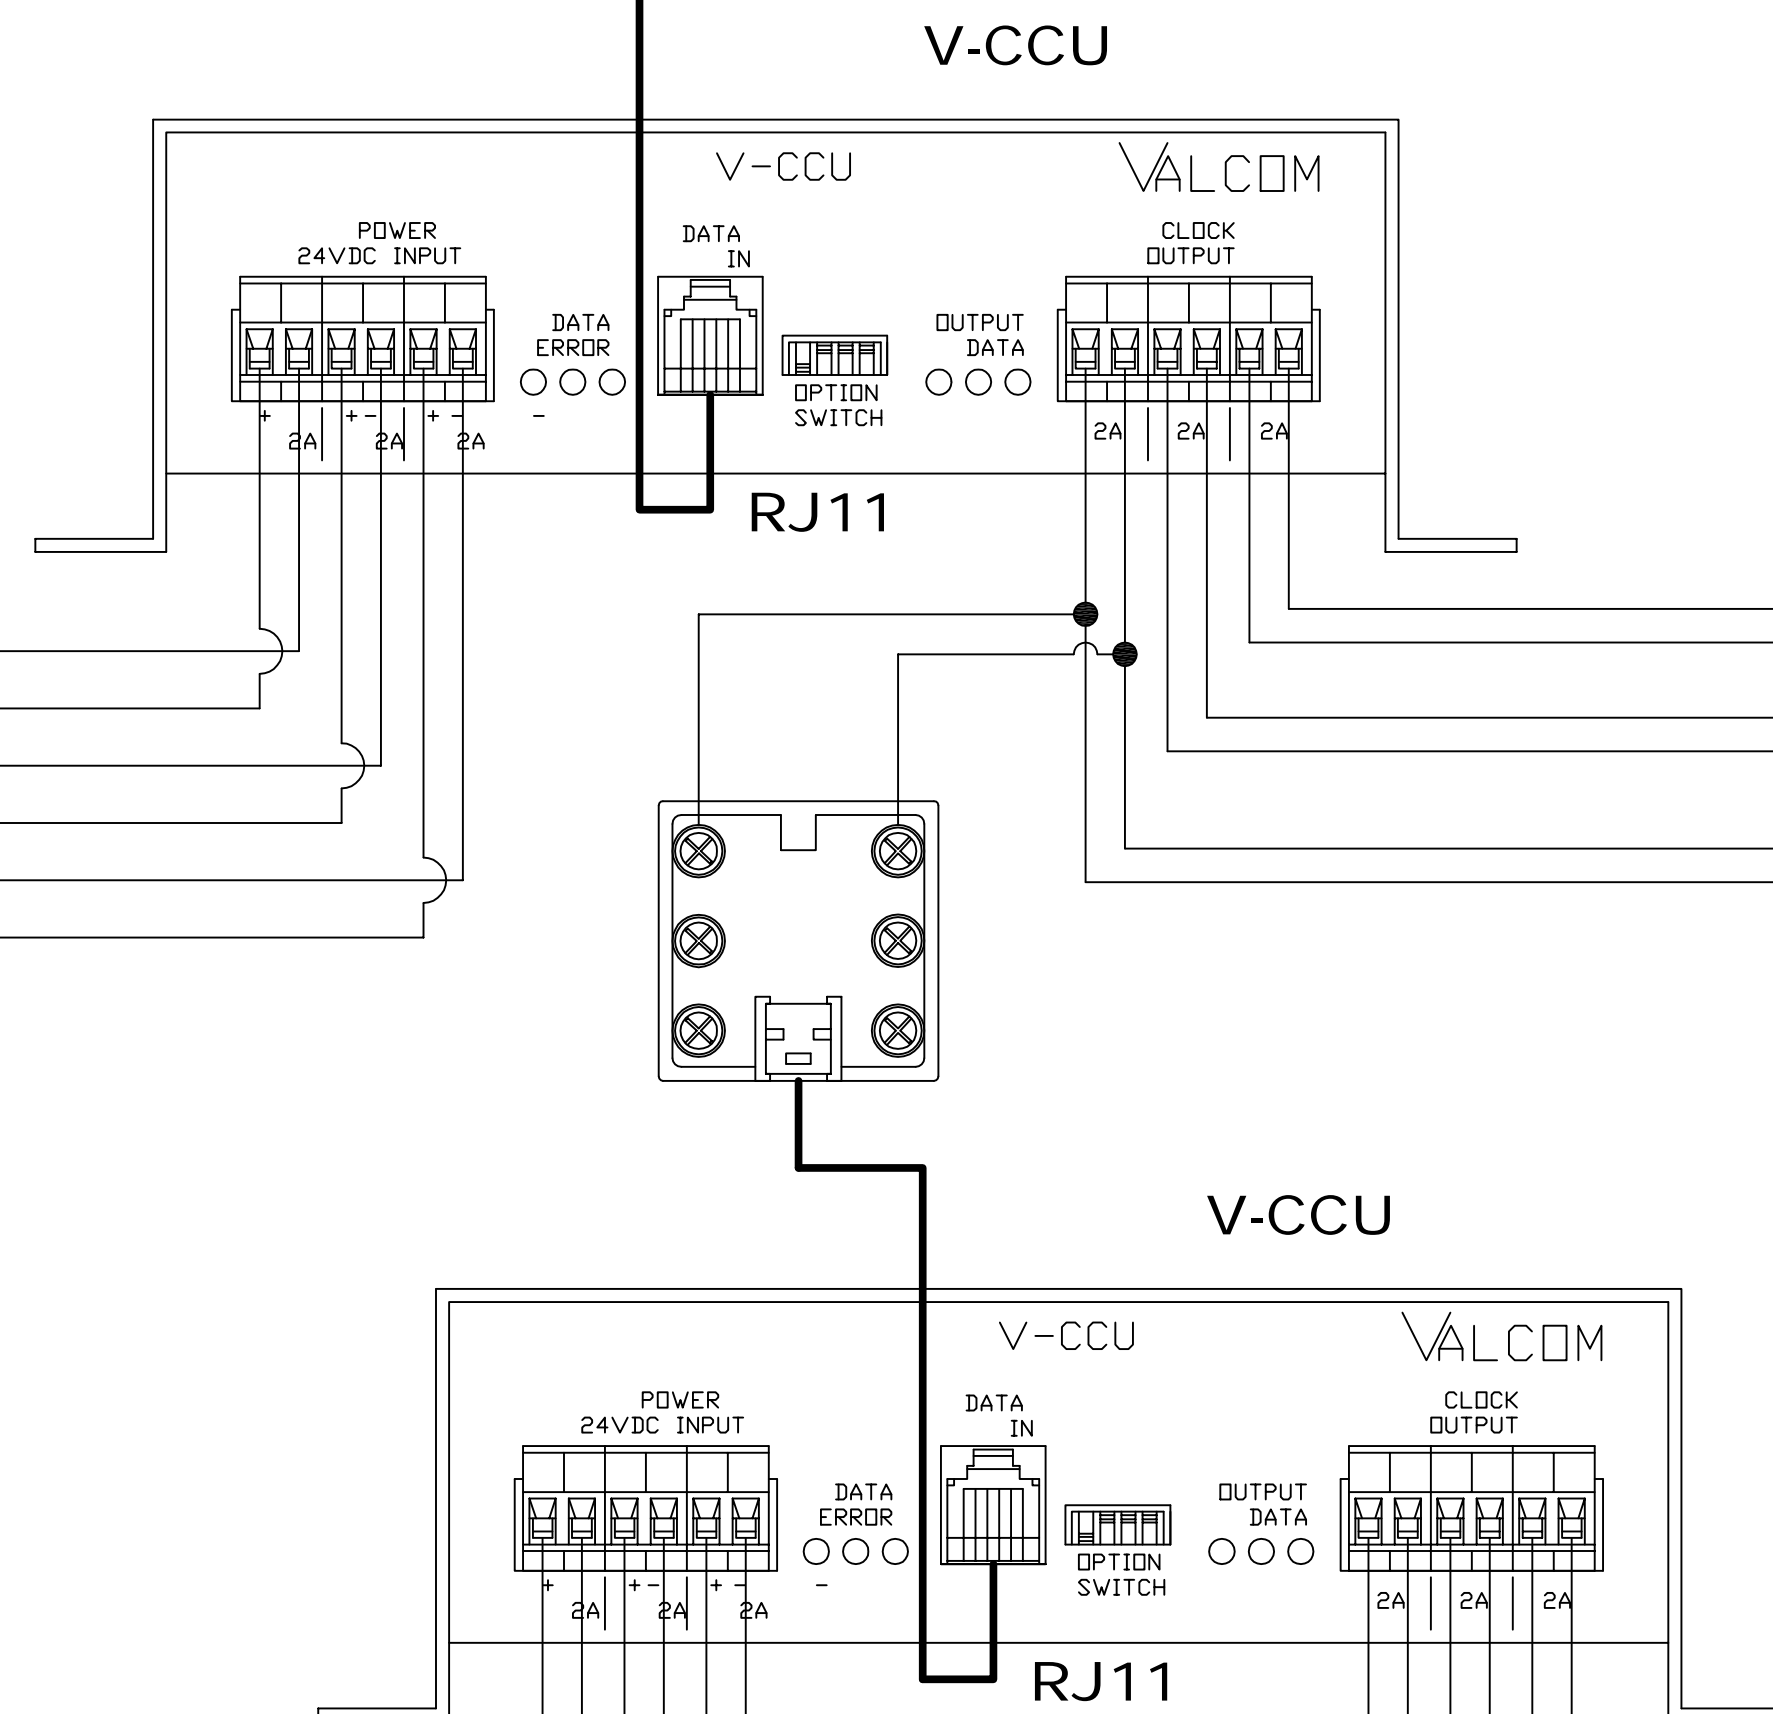 V-CCU
V-CCU
VALCOM
POWER
24VDC INPUT
DATA
IN
CLOCK
OUTPUT
DATA
ERROR
OUTPUT
DATA
OPTION
SWITCH
+ + - + - -
2A 2A 2A
2A 2A 2A
RJ11
V-CCU
V-CCU
VALCOM
POWER
24VDC INPUT
DATA
IN
CLOCK
OUTPUT
DATA
ERROR
OUTPUT
DATA
OPTION
SWITCH
+ + - + - -
2A 2A 2A
2A 2A 2A
RJ11